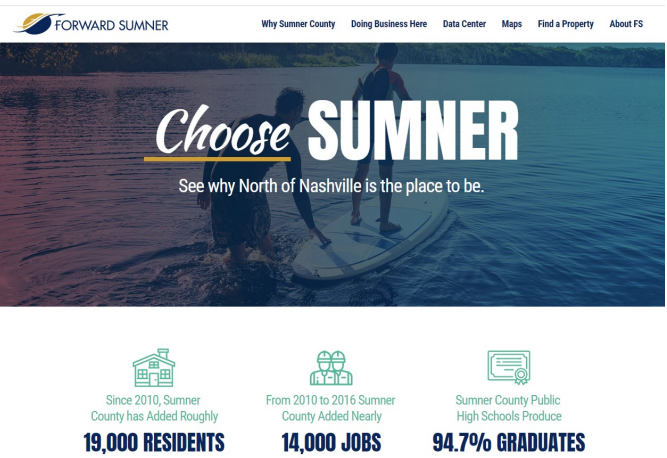 FORWARD SUMNER
Why Sumner County Doing Business Here Data Center Maps Find a Property About FS
Choose SUMNER
See why North of Nashville is the place to be.
Since 2010, Sumner
County has Added Roughly
19,000 RESIDENTS
From 2010 to 2016 Sumner
County Added Nearly
14,000 JOBS
Sumner County Public
High Schools Produce
94.7% GRADUATES